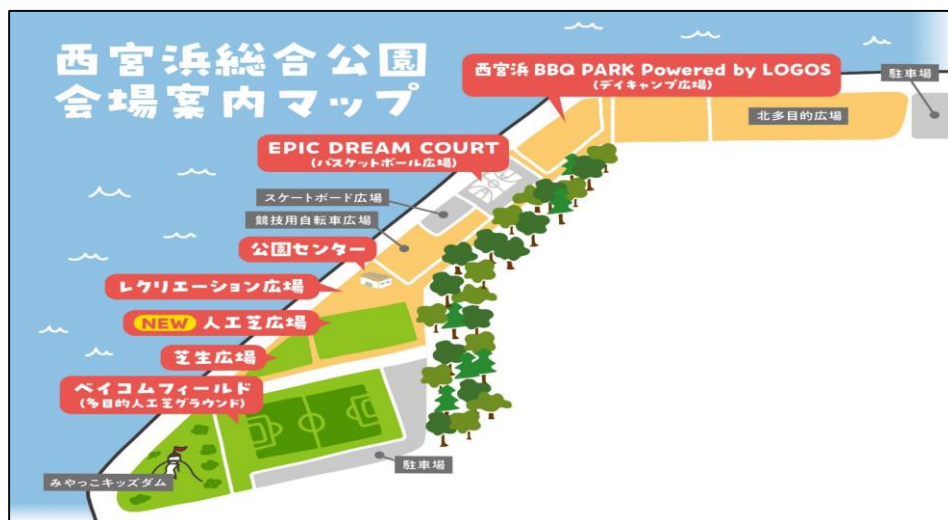 西宮浜総合公園
会場案内マップ
西宮浜 BBQ PARK Powered by LOGOS
(デイキャンプ広場)
駐車場
北多目的広場
EPIC DREAM COURT
(バスケットボール広場)
スケートボード広場
競技用自転車広場
公園センター
レクリエーション広場
NEW 人工芝広場
芝生広場
ベイコムフィールド
(多目的人工芝グラウンド)
駐車場
みやっこキッズダム